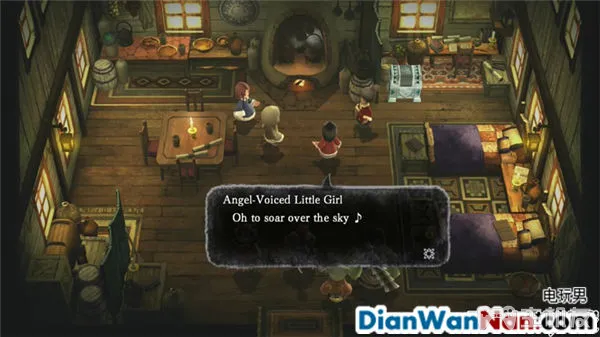 Angel-Voiced Little Girl
Oh to soar over the sky ♪
电玩男
DianWanNan.com